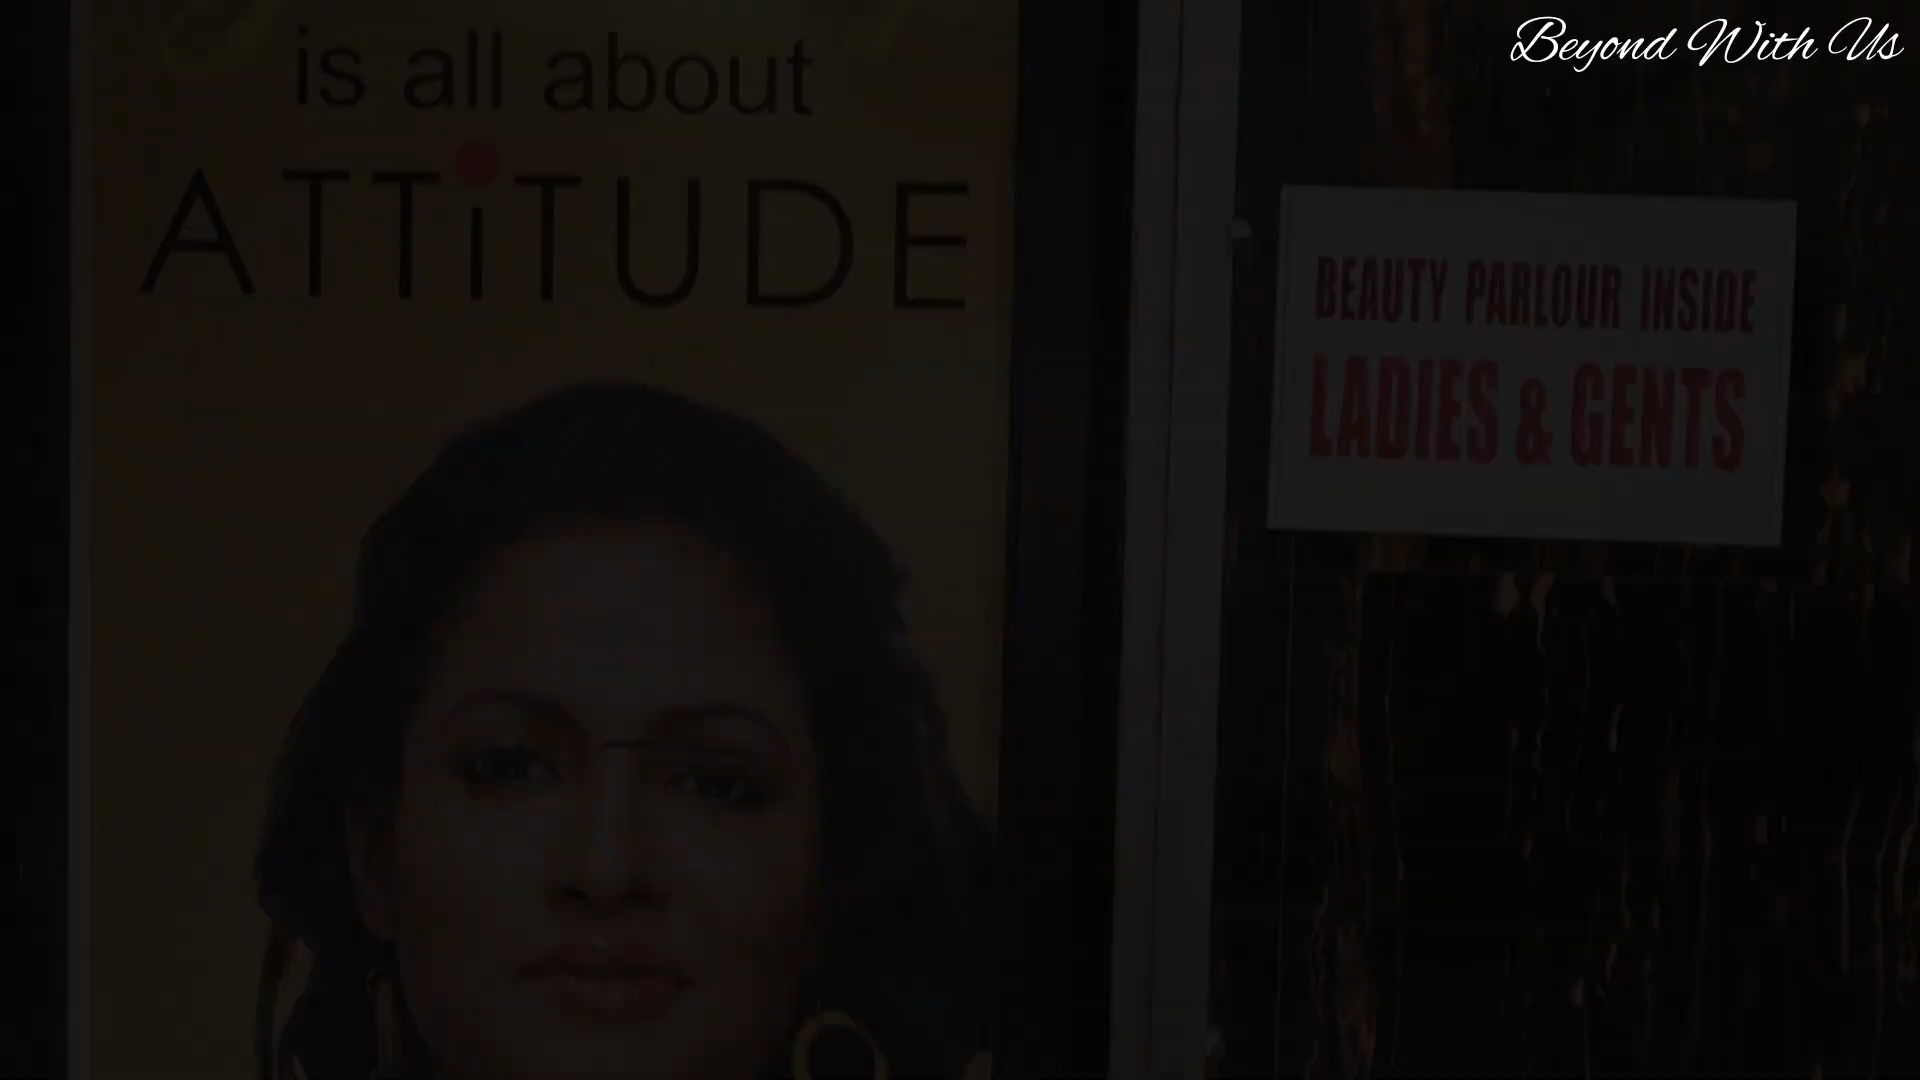 Beyond With Us
is all about
ATTiTUDE
BEAUTY PARLOUR INSIDE
LADIES & GENTS